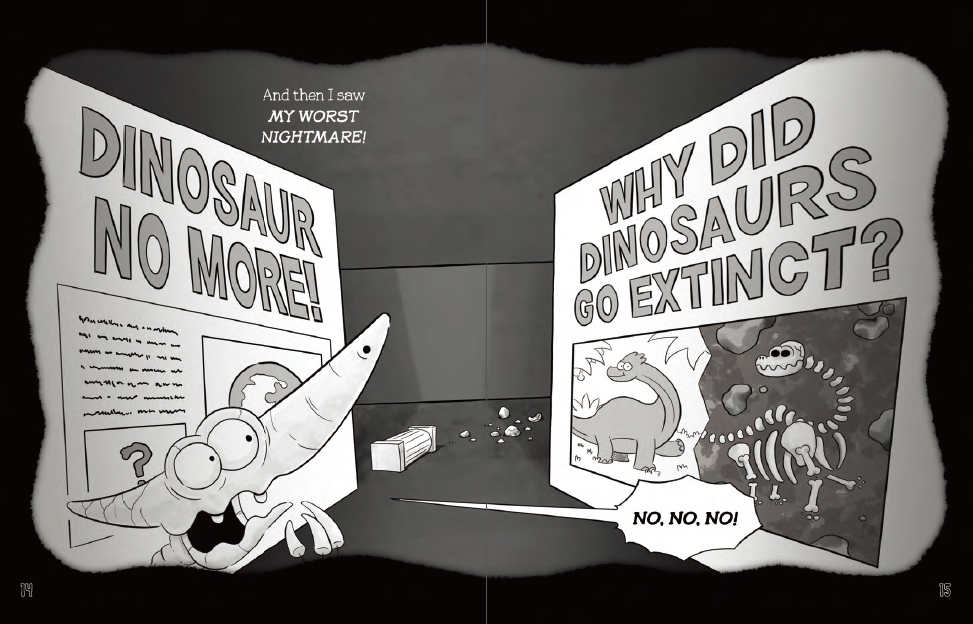 And then I saw
MY WORST
NIGHTMARE!
DINOSAUR
NO MORE!
?
WHY DID
DINOSAURS
GO EXTINCT?
NO, NO, NO!
14
15